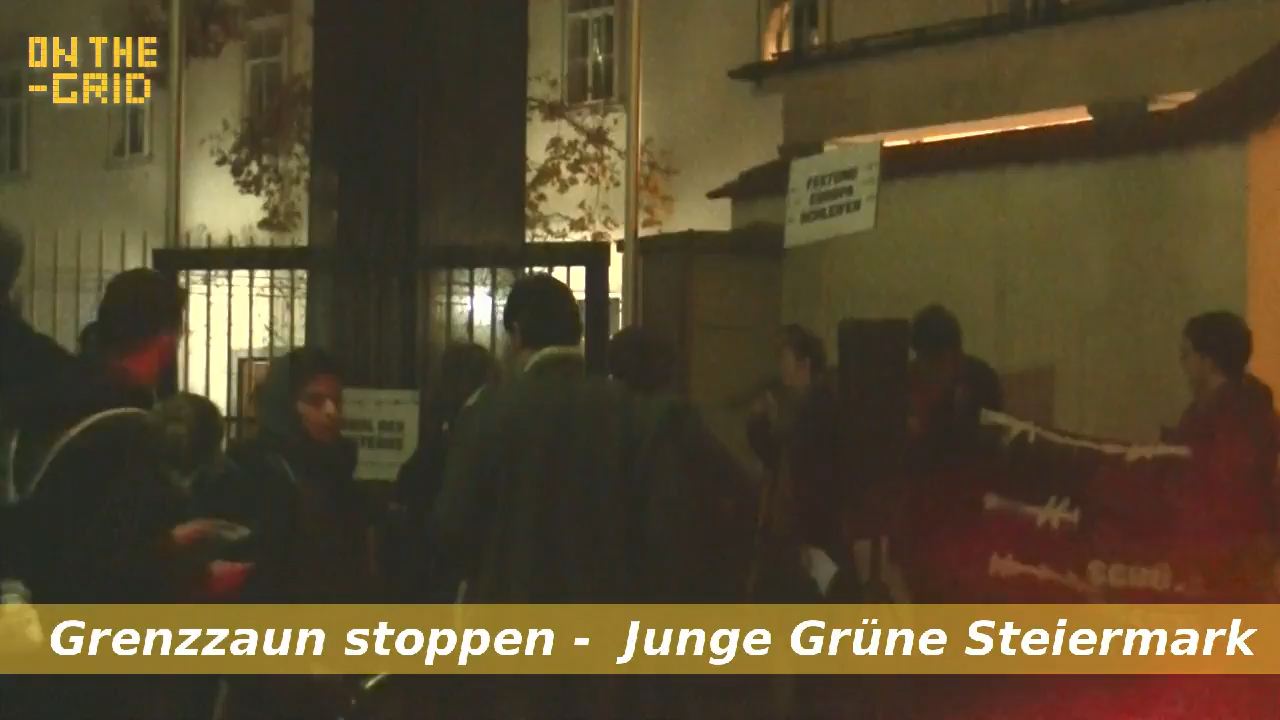 ON THE
-GRID
FESTUNG
EUROPA
SCHLEIFEN
Grenzzaun stoppen - Junge Grüne Steiermark